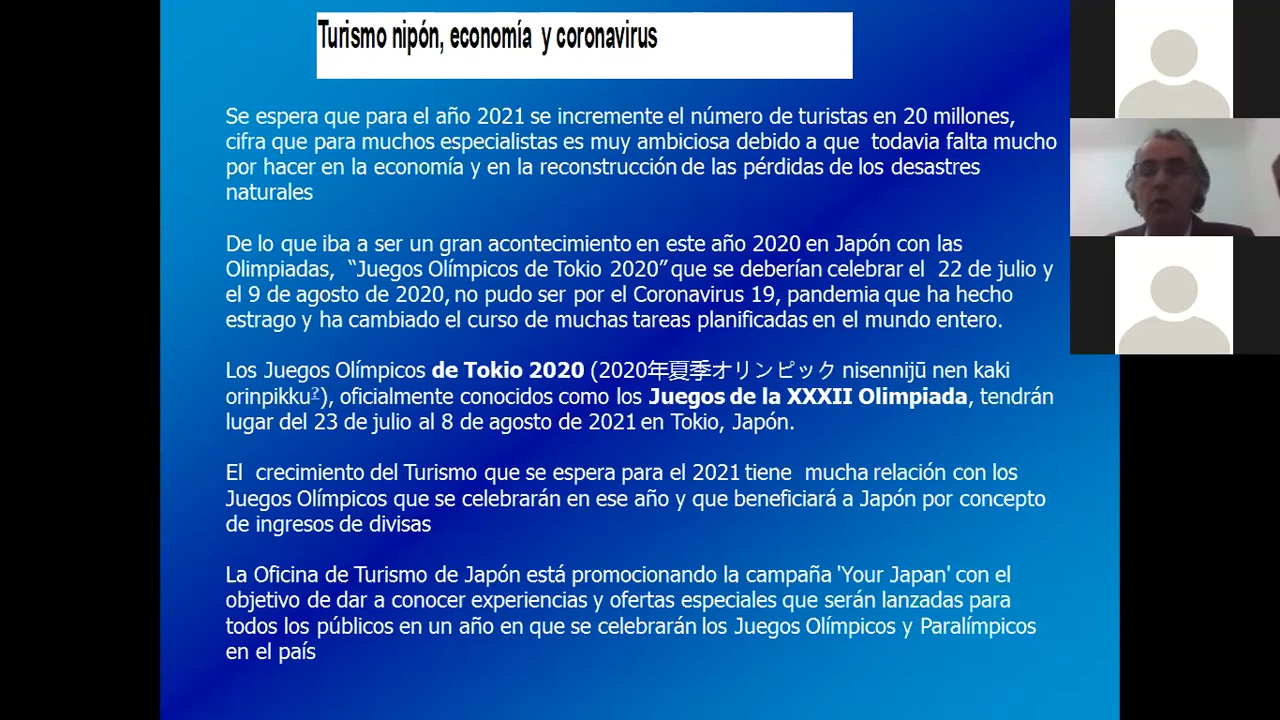 Turismo nipón, economía y coronavirus
Se espera que para el año 2021 se incremente el número de turistas en 20 millones,
cifra que para muchos especialistas es muy ambiciosa debido a que todavia falta mucho
por hacer en la economía y en la reconstrucción de las pérdidas de los desastres
naturales
De lo que iba a ser un gran acontecimiento en este año 2020 en Japón con las
Olimpiadas, “Juegos Olímpicos de Tokio 2020” que se deberían celebrar el 22 de julio y
el 9 de agosto de 2020, no pudo ser por el Coronavirus 19, pandemia que ha hecho
estrago y ha cambiado el curso de muchas tareas planificadas en el mundo entero.
Los Juegos Olímpicos de Tokio 2020 (2020年夏季オリンピック nisennijū nen kaki
orinpikku?), oficialmente conocidos como los Juegos de la XXXII Olimpiada, tendrán
lugar del 23 de julio al 8 de agosto de 2021 en Tokio, Japón.
El crecimiento del Turismo que se espera para el 2021 tiene mucha relación con los
Juegos Olímpicos que se celebrarán en ese año y que beneficiará a Japón por concepto
de ingresos de divisas
La Oficina de Turismo de Japón está promocionando la campaña 'Your Japan' con el
objetivo de dar a conocer experiencias y ofertas especiales que serán lanzadas para
todos los públicos en un año en que se celebrarán los Juegos Olímpicos y Paralímpicos
en el país